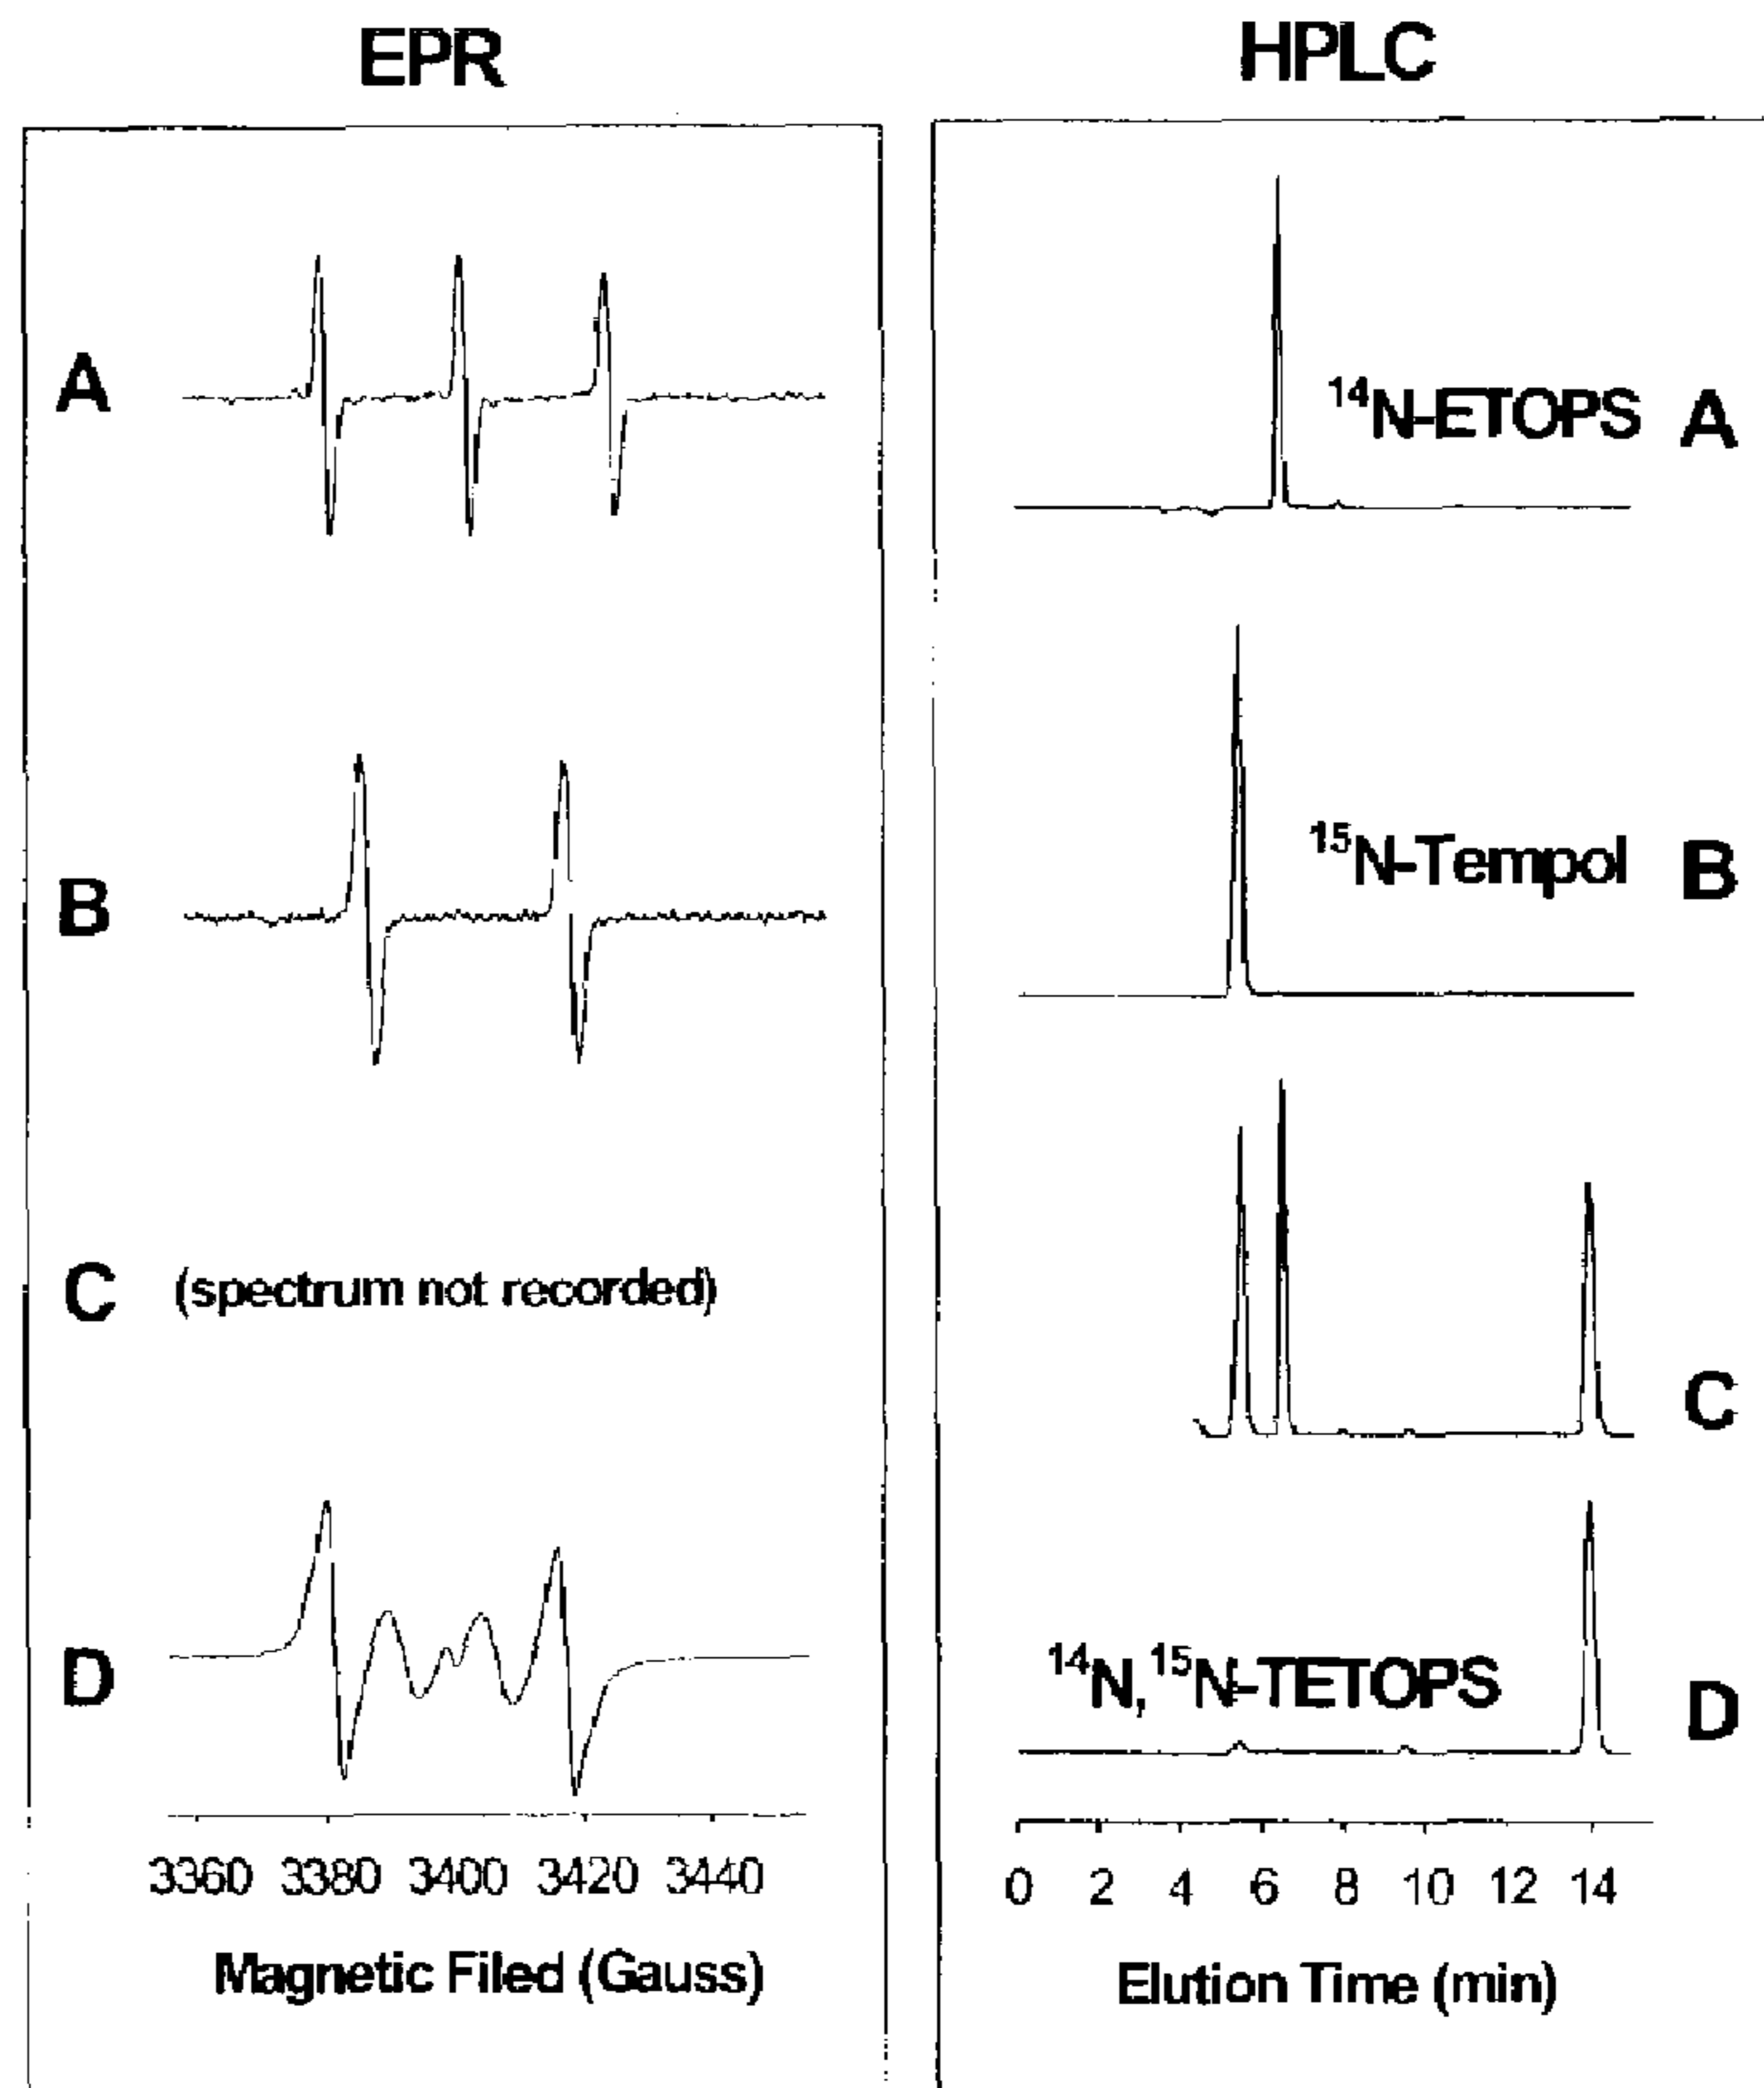 EPR
A
B
C (spectrum not recorded)
D
3360 3380 3400 3420 3440
Magnetic Filed (Gauss)
HPLC
¹⁴N-ETOPS A
¹⁵N-Tempol B
C
¹⁴N,¹⁵N-TETOPS D
0 2 4 6 8 10 12 14
Elution Time (min)